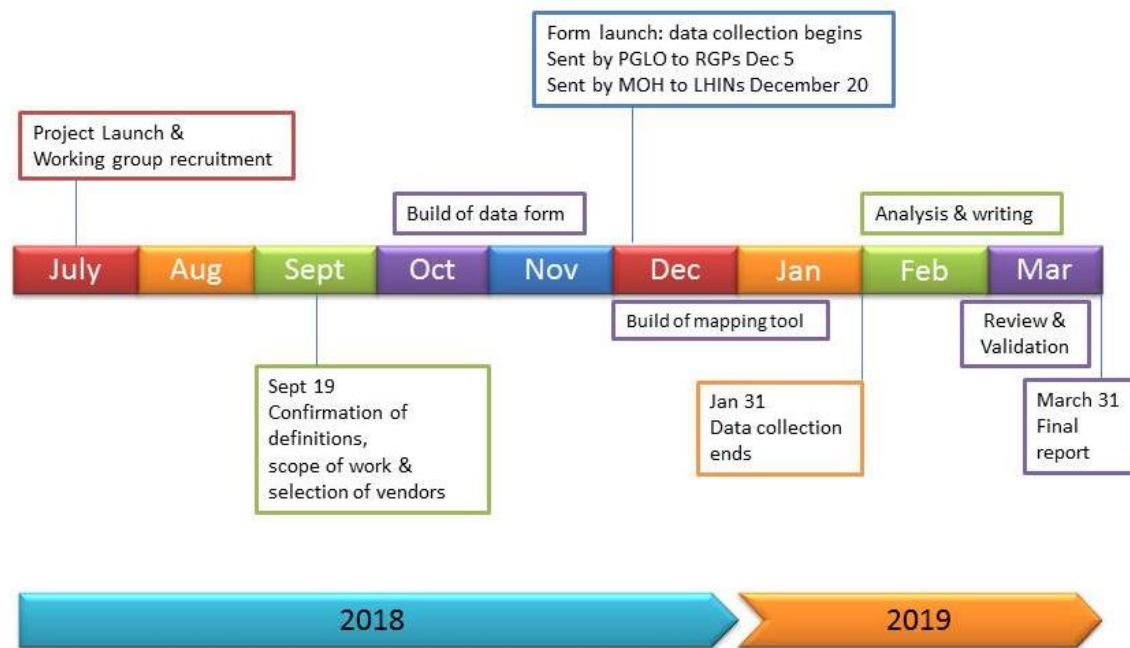 Form launch: data collection begins
Sent by PGLO to RGPs Dec 5
Sent by MOH to LHINs December 20
Project Launch &
Working group recruitment
Build of data form
Analysis & writing
July
Aug
Sept
Oct
Nov
Dec
Jan
Feb
Mar
Build of mapping tool
Review &
Validation
Sept 19
Confirmation of
definitions,
scope of work &
selection of vendors
Jan 31
Data collection
ends
March 31
Final
report
2018
2019